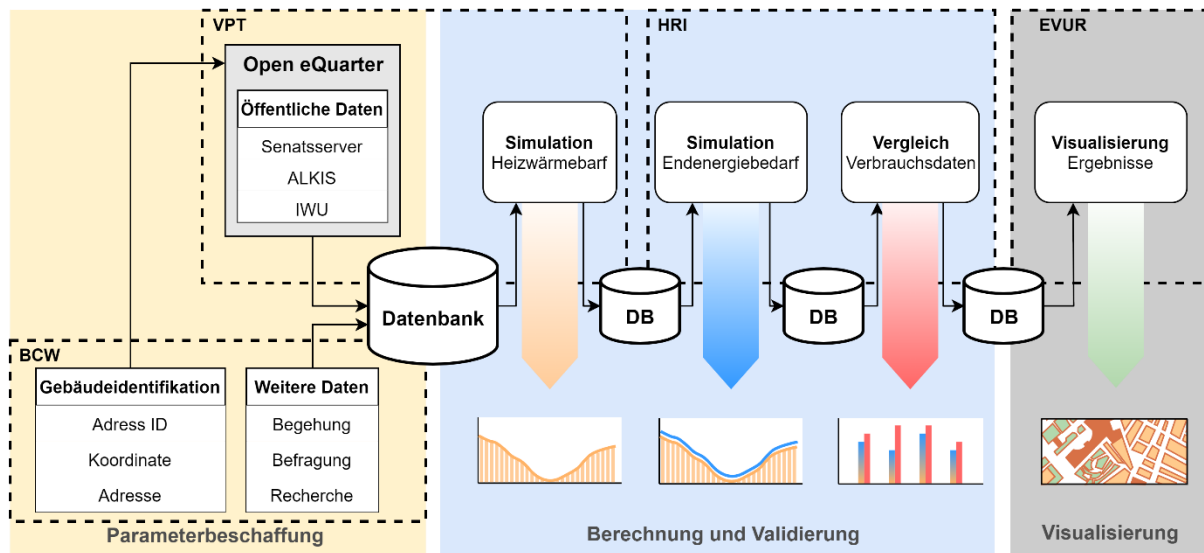 VPT
HRI
EVUR
Open eQuarter
Öffentliche Daten
Senatsserver
ALKIS
IWU
Simulation
Heizwärmebarf
Simulation
Endenergiebedarf
Vergleich
Verbrauchsdaten
Visualisierung
Ergebnisse
Datenbank
DB
DB
DB
BCW
Gebäudeidentifikation
Adress ID
Koordinate
Adresse
Weitere Daten
Begehung
Befragung
Recherche
Parameterbeschaffung
Berechnung und Validierung
Visualisierung